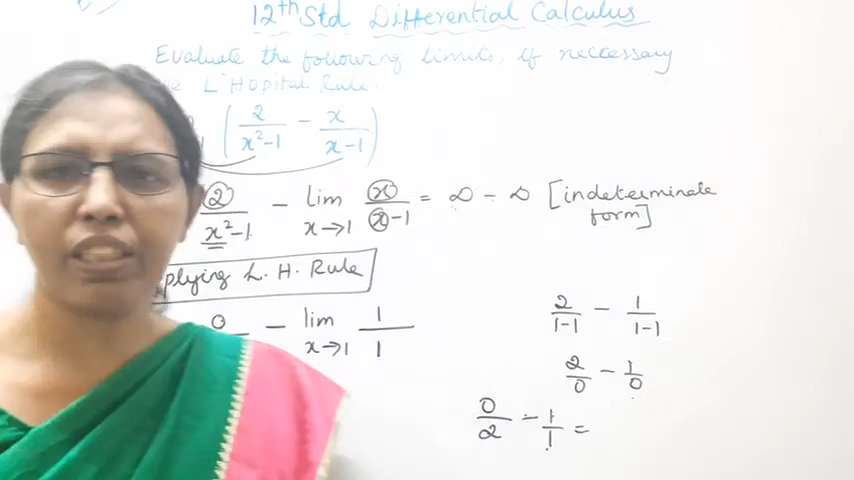 12th Std Differential Calculus
Evaluate the following limits, if neccessary
L'Hopital Rule.
( 2/x²-1 - x/x-1 )
2/x²-1 - lim x→1 x/x-1 = ∞ - ∞ [indeterminate form]
plying L.H. Rule
0 - lim x→1 1/1
2/1-1 - 1/1-1
2/0 - 1/0
0/2 - 1/1 =